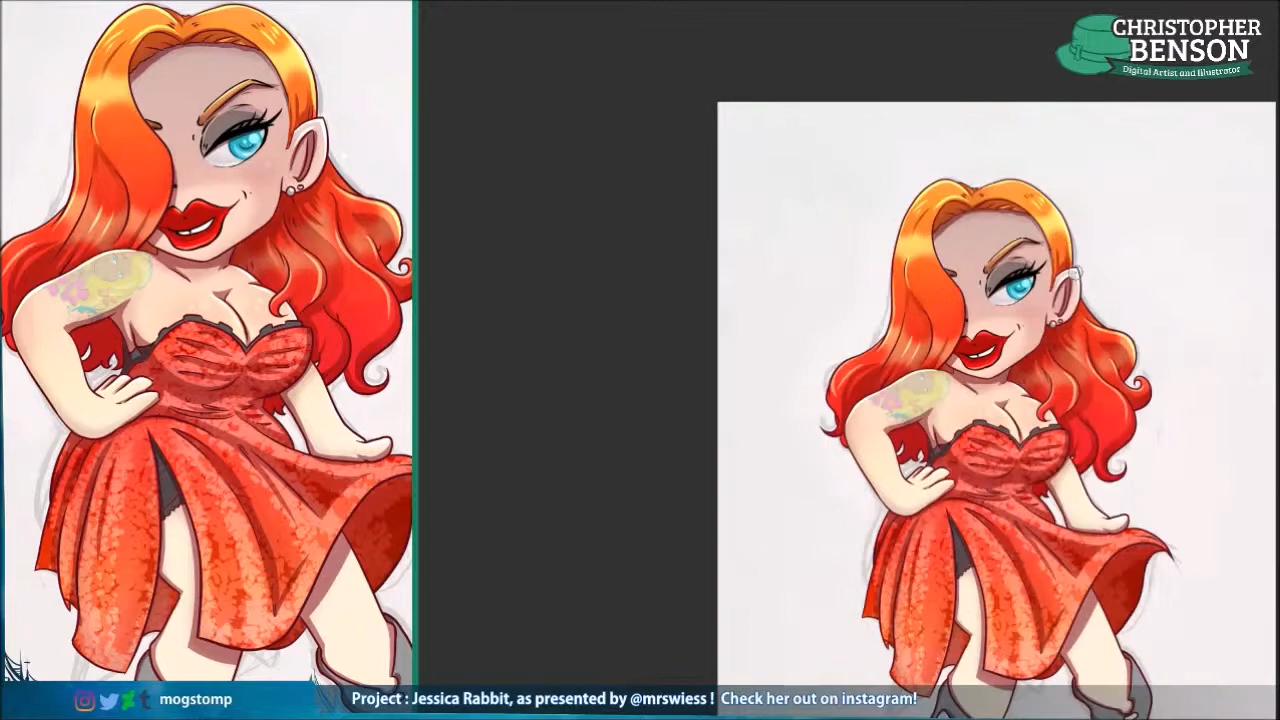 CHRISTOPHER
BENSON
Digital Artist and Illustrator
mogstomp
Project : Jessica Rabbit, as presented by @mrswiess ! Check her out on instagram!